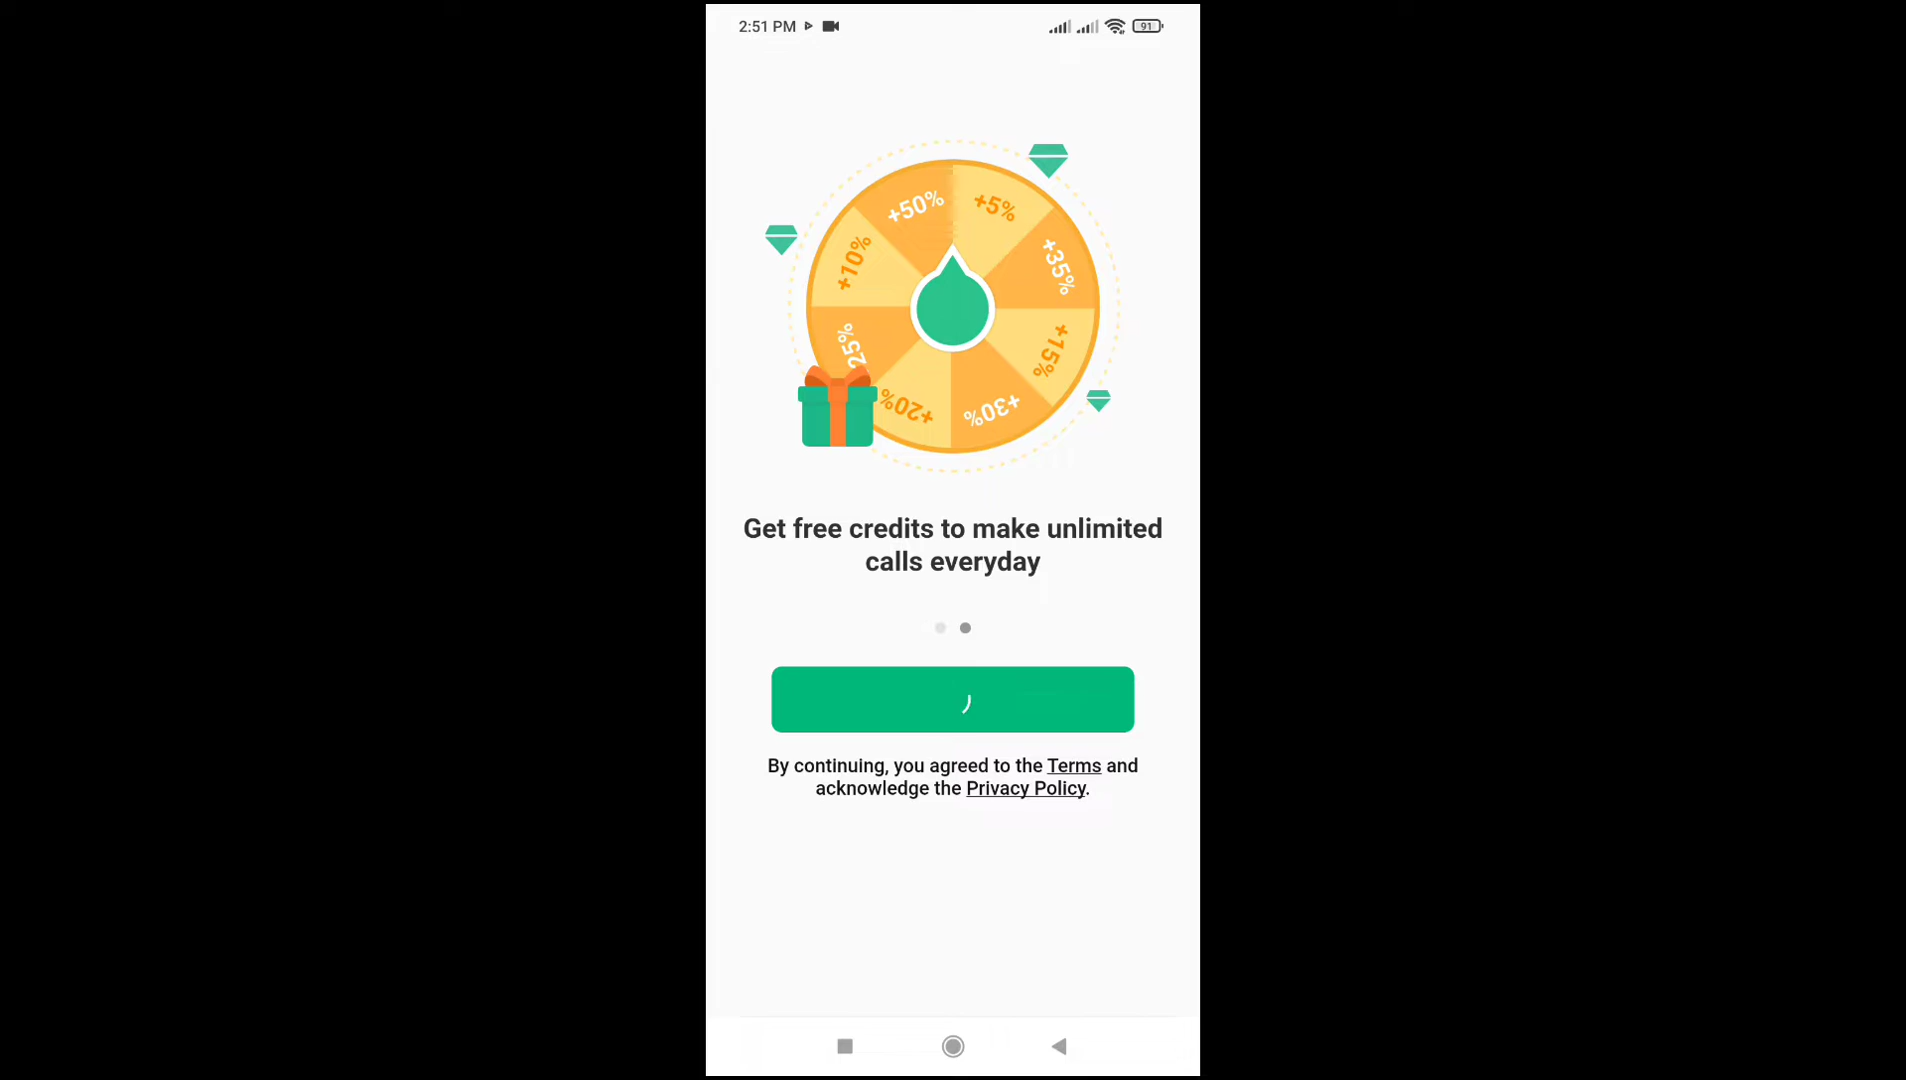 2:51 PM
91
+50%
+5%
+10%
+35%
25%
+15%
+20%
+30%
Get free credits to make unlimited
calls everyday
By continuing, you agreed to the Terms and
acknowledge the Privacy Policy.